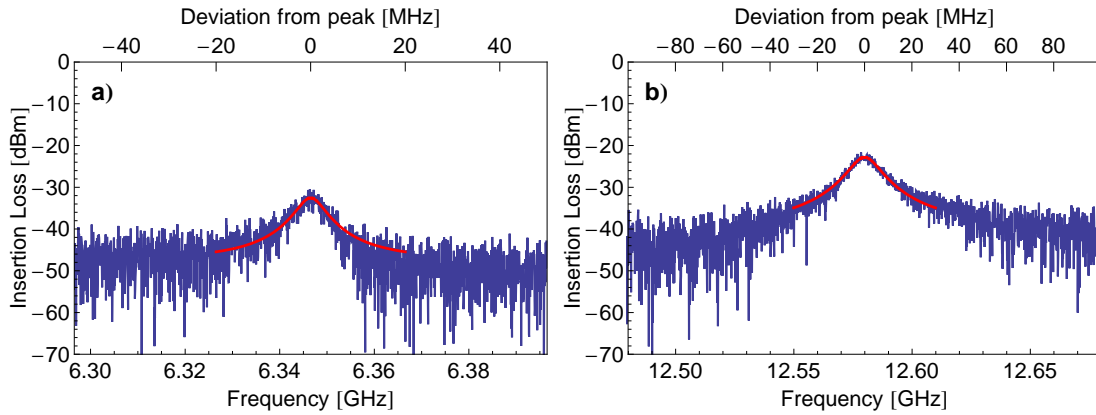 Deviation from peak [MHz]
−40 −20 0 20 40
a)
0
−10
−20
−30
−40
−50
−60
−70
Insertion Loss [dBm]
6.30 6.32 6.34 6.36 6.38
Frequency [GHz]
Deviation from peak [MHz]
−80 −60 −40 −20 0 20 40 60 80
b)
0
−10
−20
−30
−40
−50
−60
−70
Insertion Loss [dBm]
12.50 12.55 12.60 12.65
Frequency [GHz]